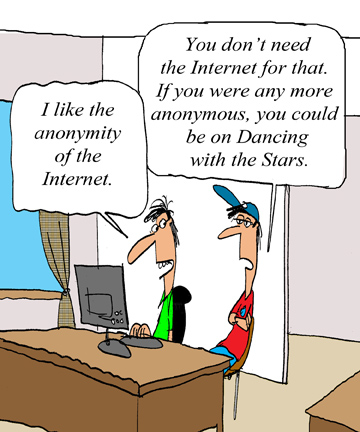 I like the
anonymity
of the
Internet.
You don't need
the Internet for that.
If you were any more
anonymous, you could
be on Dancing
with the Stars.